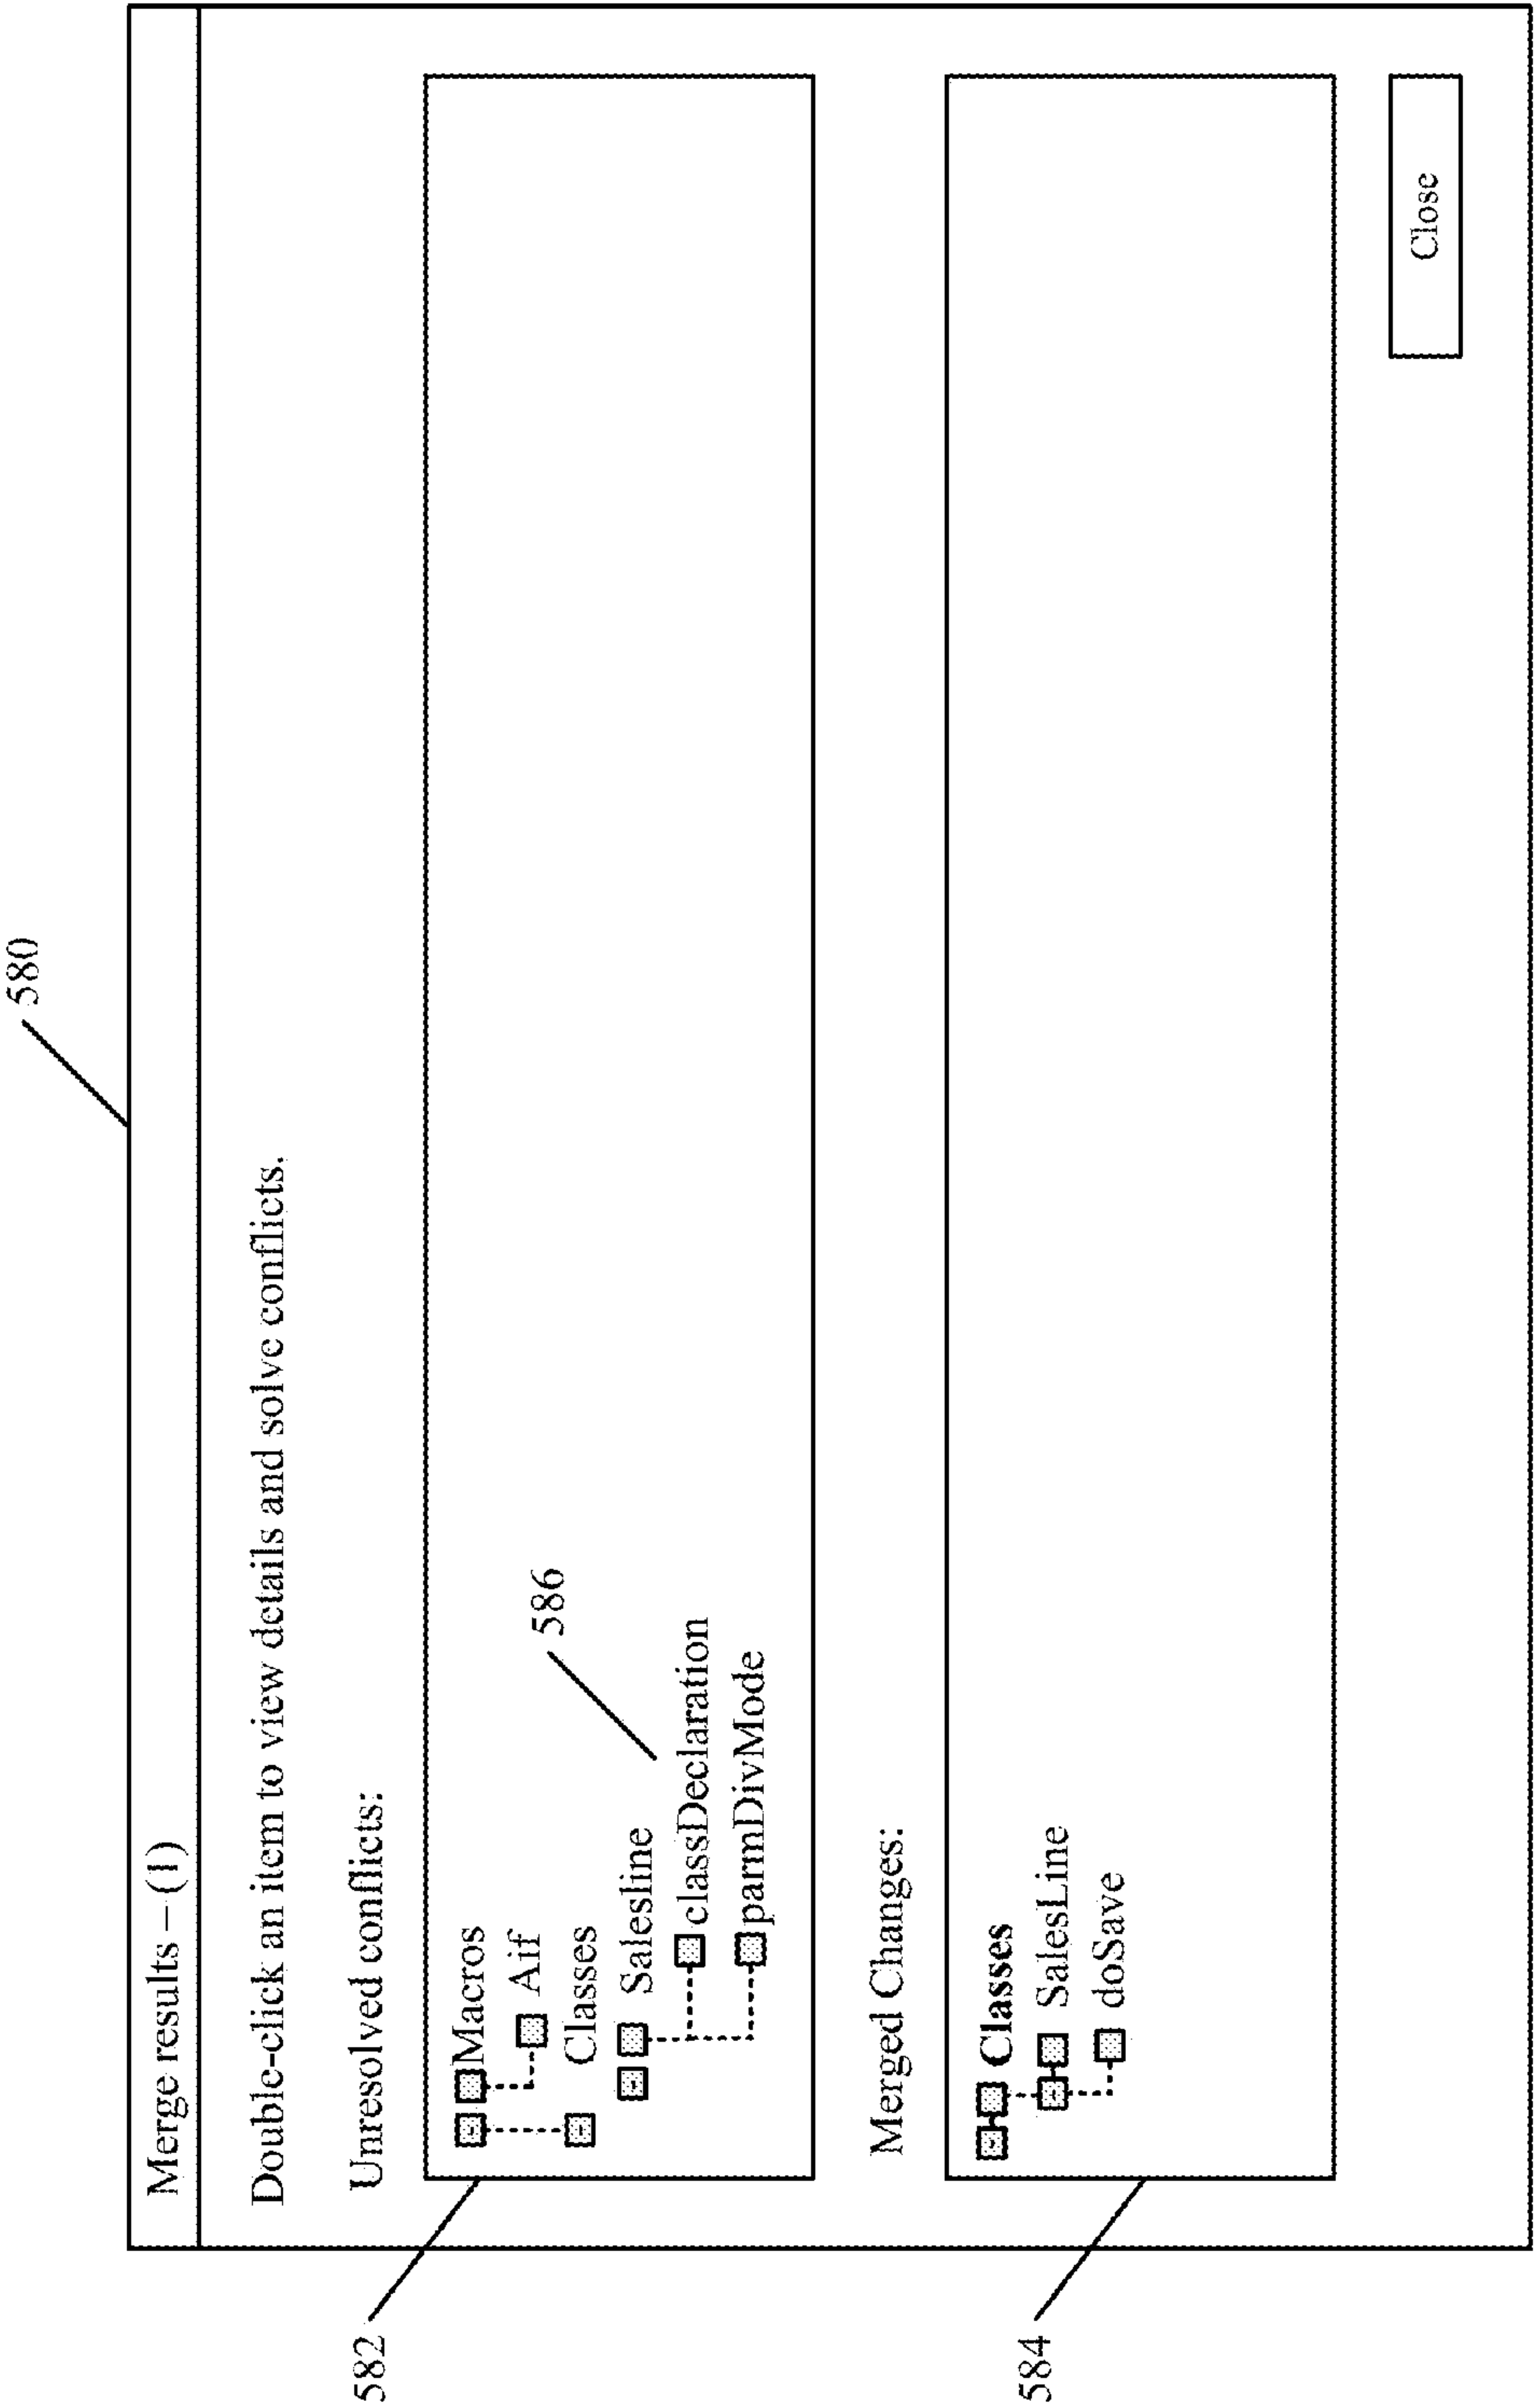 580
Merge results – (1)
Double-click an item to view details and solve conflicts.
Unresolved conflicts:
582
Macros
Aif
586
Classes
Salesline
classDeclaration
parmDivMode
Merged Changes:
584
Classes
SalesLine
doSave
Close